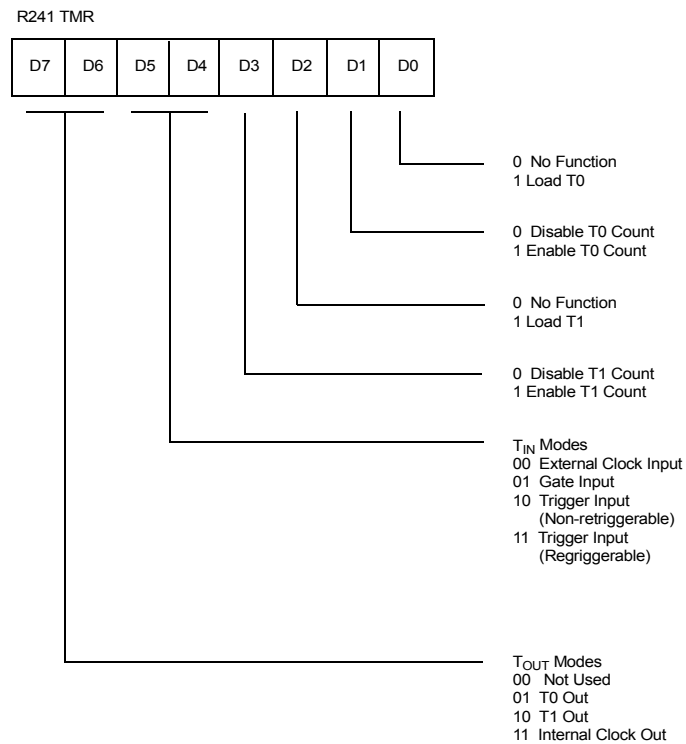 R241 TMR
D7 D6 D5 D4 D3 D2 D1 D0
0 No Function
1 Load T0
0 Disable T0 Count
1 Enable T0 Count
0 No Function
1 Load T1
0 Disable T1 Count
1 Enable T1 Count
TIN Modes
00 External Clock Input
01 Gate Input
10 Trigger Input
(Non-retriggerable)
11 Trigger Input
(Regriggerable)
TOUT Modes
00 Not Used
01 T0 Out
10 T1 Out
11 Internal Clock Out